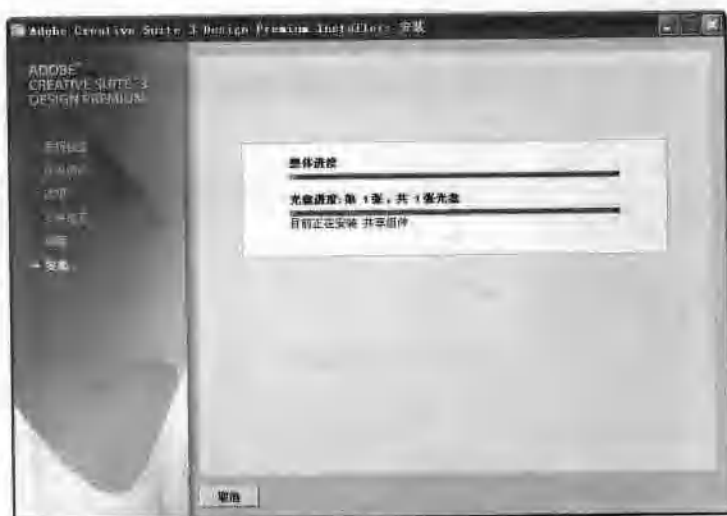 Adobe Creative Suite 3 Design Premium Installer: 安装
ADOBE
CREATIVE SUITE 3
DESIGN PREMIUM
选项
安装
整体进度
光盘进度:第 1张，共 1张光盘
目前正在安装 共享组件
取消